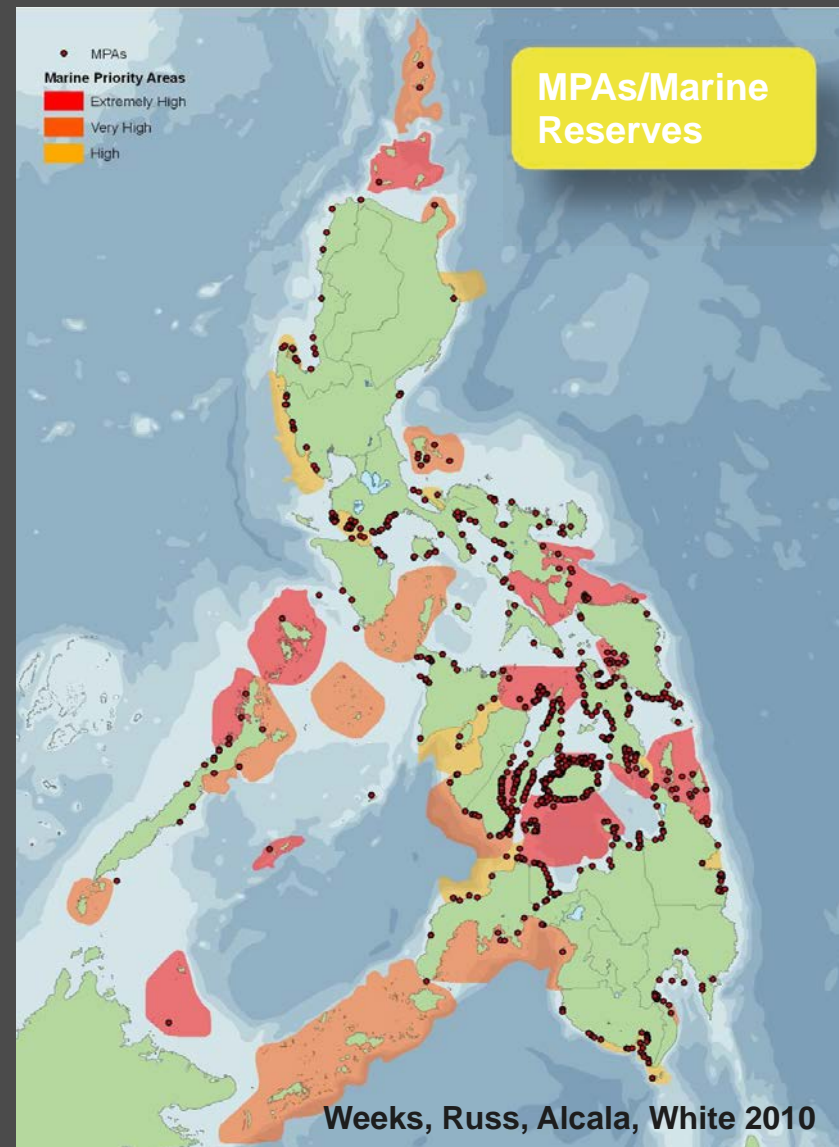 MPAs
Marine Priority Areas
Extremely High
Very High
High
MPAs/Marine
Reserves
Weeks, Russ, Alcala, White 2010